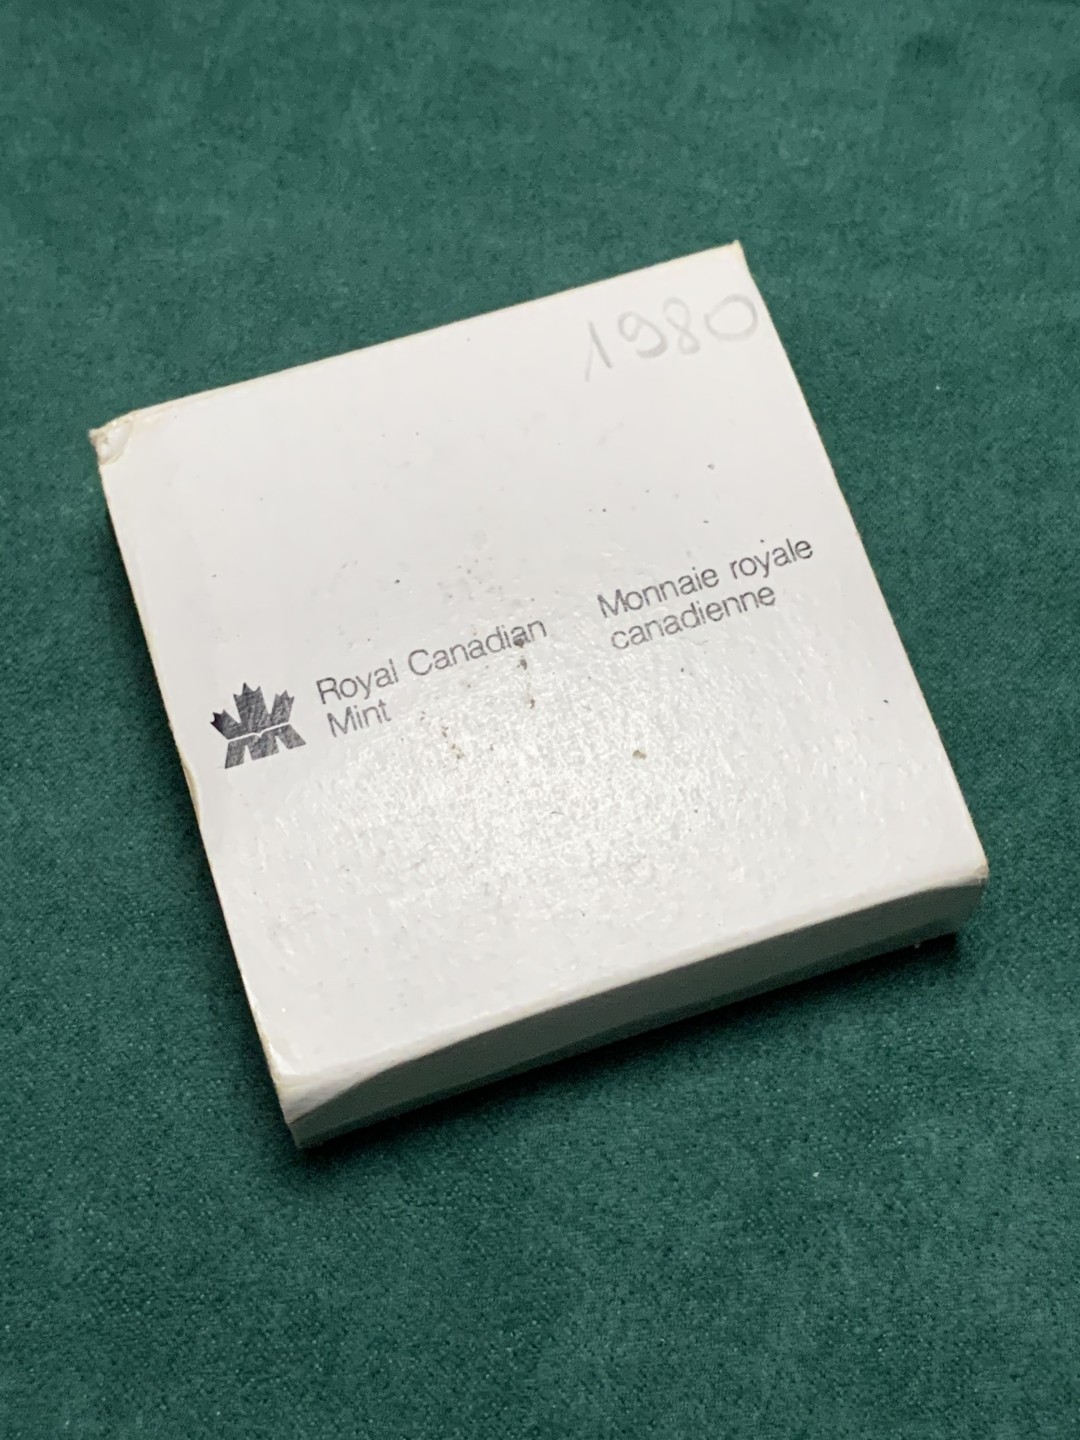 1980
Royal Canadian
Mint
Monnaie royale
canadienne